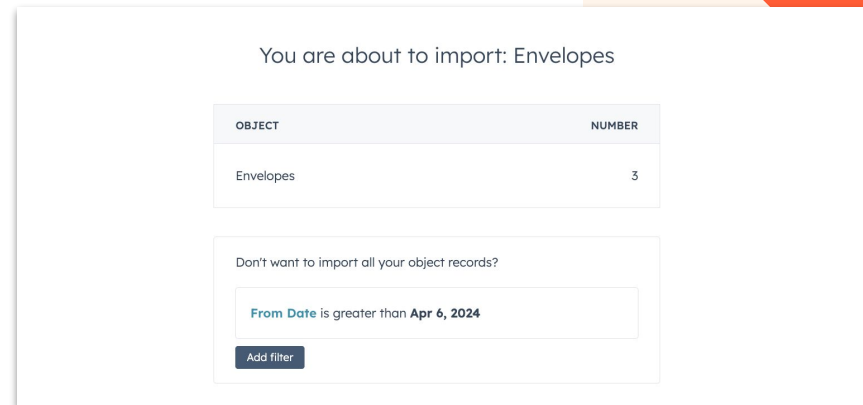 You are about to import: Envelopes
OBJECT NUMBER
Envelopes 3
Don't want to import all your object records?
From Date is greater than Apr 6, 2024
Add filter